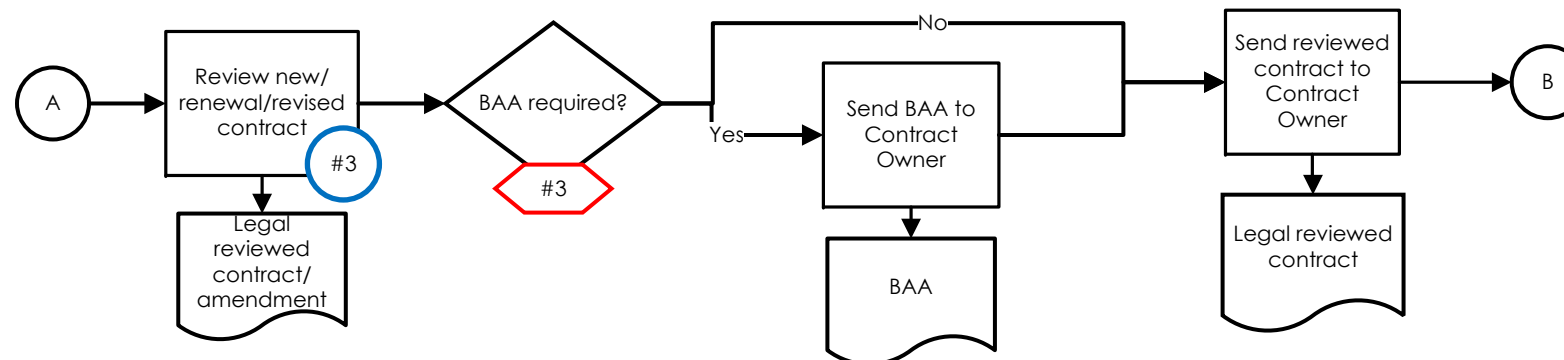 A
Review new/
renewal/revised
contract
#3
Legal
reviewed
contract/
amendment
BAA required?
#3
No
Yes
Send BAA to
Contract
Owner
BAA
Send reviewed
contract to
Contract
Owner
Legal reviewed
contract
B